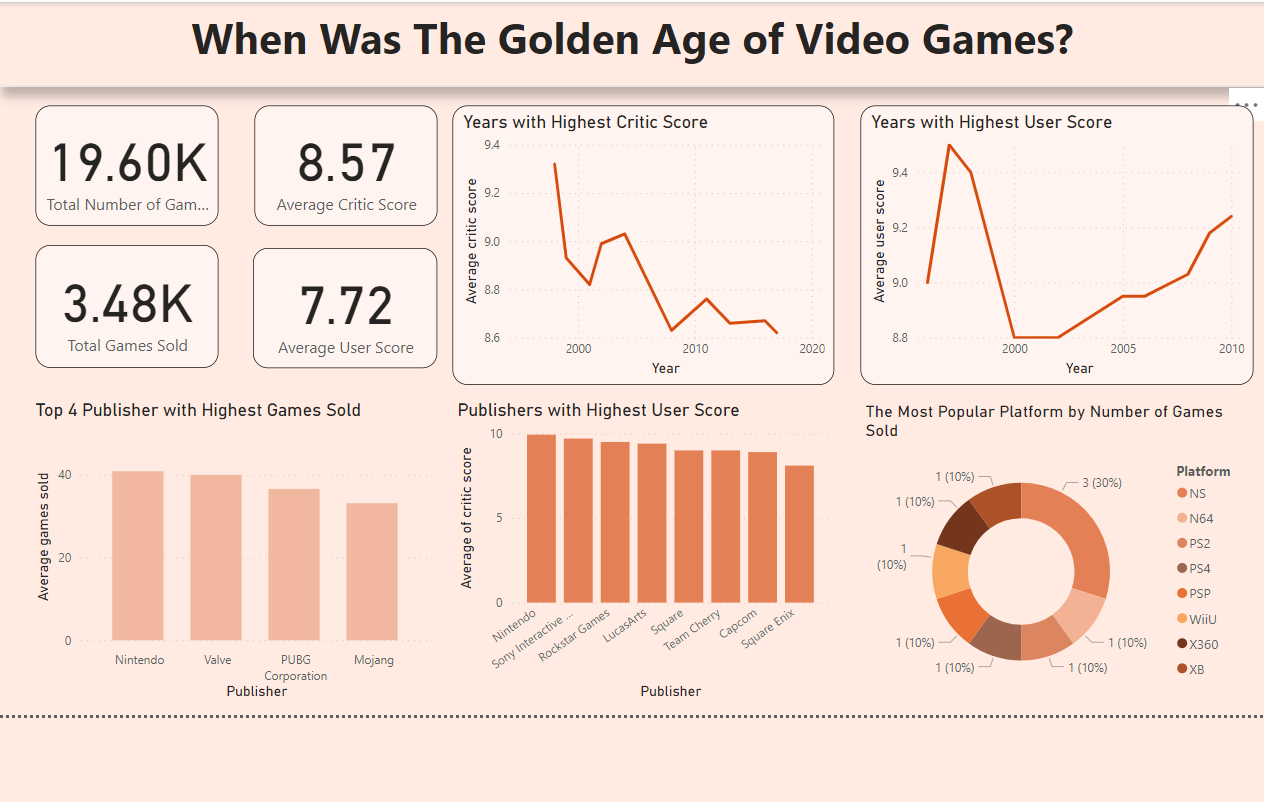 When Was The Golden Age of Video Games?
19.60K
Total Number of Gam...
8.57
Average Critic Score
3.48K
Total Games Sold
7.72
Average User Score
Years with Highest Critic Score
Average critic score
9.4
9.2
9.0
8.8
8.6
2000
2010
2020
Year
Years with Highest User Score
Average user score
9.4
9.2
9.0
8.8
2000
2005
2010
Year
Top 4 Publisher with Highest Games Sold
Average games sold
40
20
0
Nintendo
Valve
PUBG
Corporation
Mojang
Publisher
Publishers with Highest User Score
Average of critic score
10
5
0
Nintendo
Sony Interactive ...
Rockstar Games
LucasArts
Square
Team Cherry
Capcom
Square Enix
Publisher
The Most Popular Platform by Number of Games
Sold
3 (30%)
1 (10%)
1 (10%)
1 (10%)
1 (10%)
1
(10%)
1 (10%)
1 (10%)
Platform
NS
N64
PS2
PS4
PSP
WiiU
X360
XB